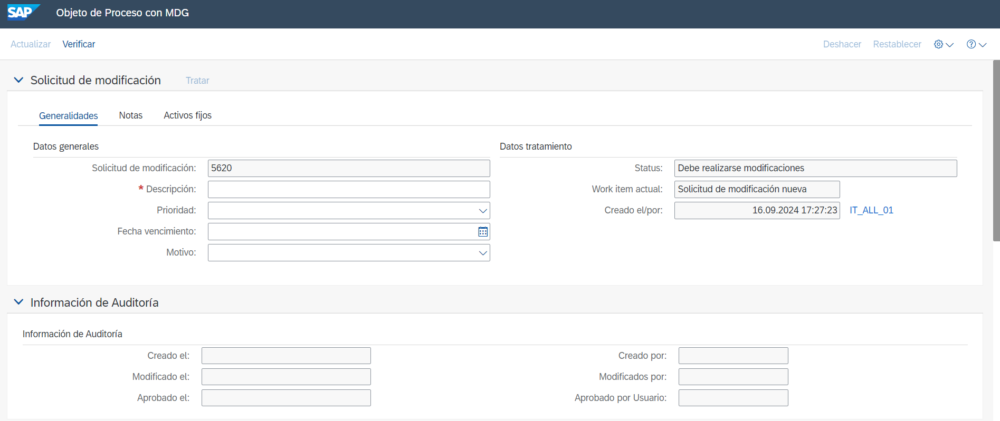 SAP Objeto de Proceso con MDG
Actualizar Verificar Deshacer Restablecer
Solicitud de modificación Tratar
Generalidades Notas Activos fijos
Datos generales
Solicitud de modificación: 5620
* Descripción:
Prioridad:
Fecha vencimiento:
Motivo:
Datos tratamiento
Status: Debe realizarse modificaciones
Work item actual: Solicitud de modificación nueva
Creado el/por: 16.09.2024 17:27:23 IT_ALL_01
Información de Auditoría
Información de Auditoría
Creado el: Creado por:
Modificado el: Modificados por:
Aprobado el: Aprobado por Usuario: